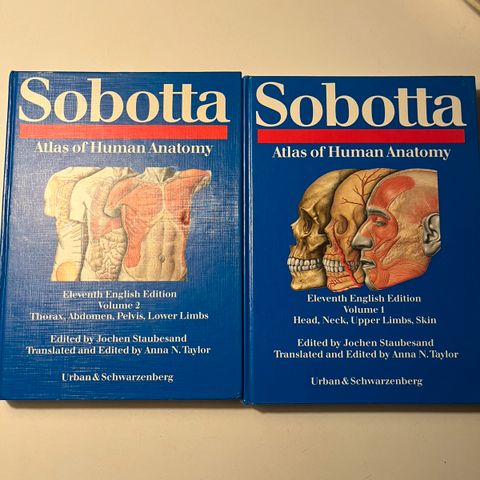 Sobotta
Atlas of Human Anatomy
Eleventh English Edition
Volume 2
Thorax, Abdomen, Pelvis, Lower Limbs
Edited by Jochen Staubesand
Translated and Edited by Anna N. Taylor
Urban & Schwarzenberg
Sobotta
Atlas of Human Anatomy
Eleventh English Edition
Volume 1
Head, Neck, Upper Limbs, Skin
Edited by Jochen Staubesand
Translated and Edited by Anna N. Taylor
Urban & Schwarzenberg